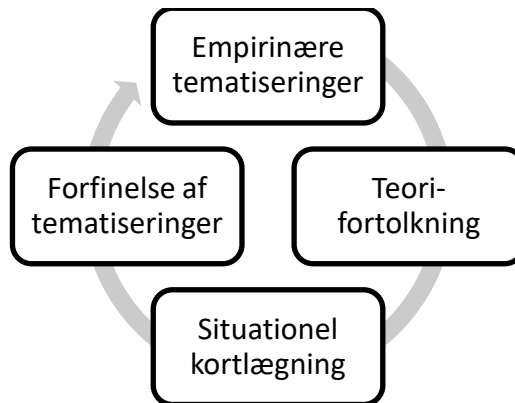 Empirinære
tematiseringer
Teori-
fortolkning
Situationel
kortlægning
Forfinelse af
tematiseringer